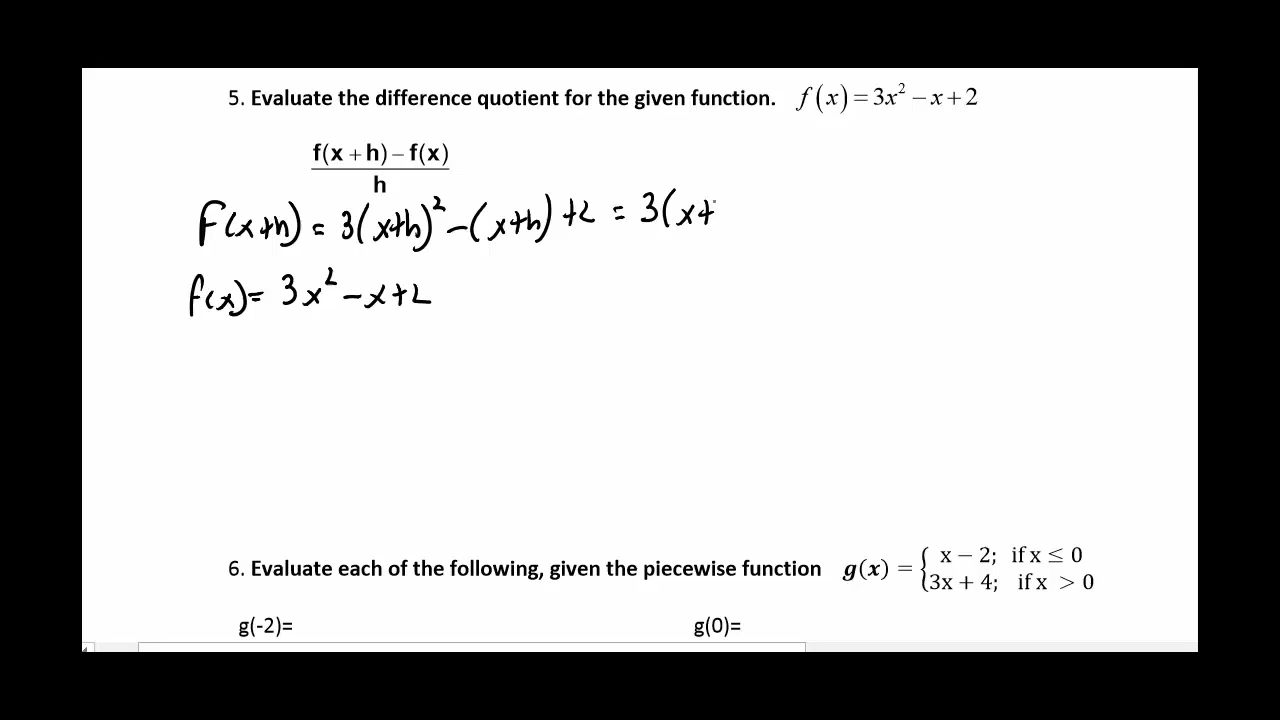 5. Evaluate the difference quotient for the given function. f(x) = 3x² − x + 2
f(x + h) − f(x)
h
F(x+h) = 3(x+h)² −(x+h) +2 = 3(x+
f(x)= 3x² −x+2
6. Evaluate each of the following, given the piecewise function g(x) = { x − 2; if x ≤ 0
3x + 4; if x > 0
g(-2)= g(0)=